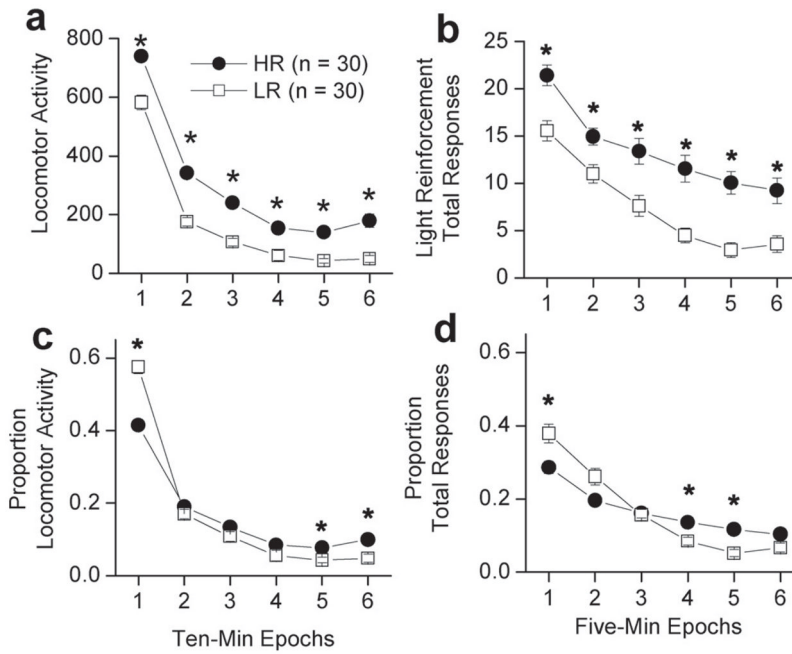 a
Locomotor Activity
800
600
400
200
0
* * * * * *
HR (n = 30)
LR (n = 30)
1 2 3 4 5 6
b
Light Reinforcement
Total Responses
25
20
15
10
5
0
* * * * * *
1 2 3 4 5 6
c
Proportion
Locomotor Activity
0.6
0.4
0.2
0.0
* * *
1 2 3 4 5 6
Ten-Min Epochs
d
Proportion
Total Responses
0.6
0.4
0.2
0.0
* * *
1 2 3 4 5 6
Five-Min Epochs